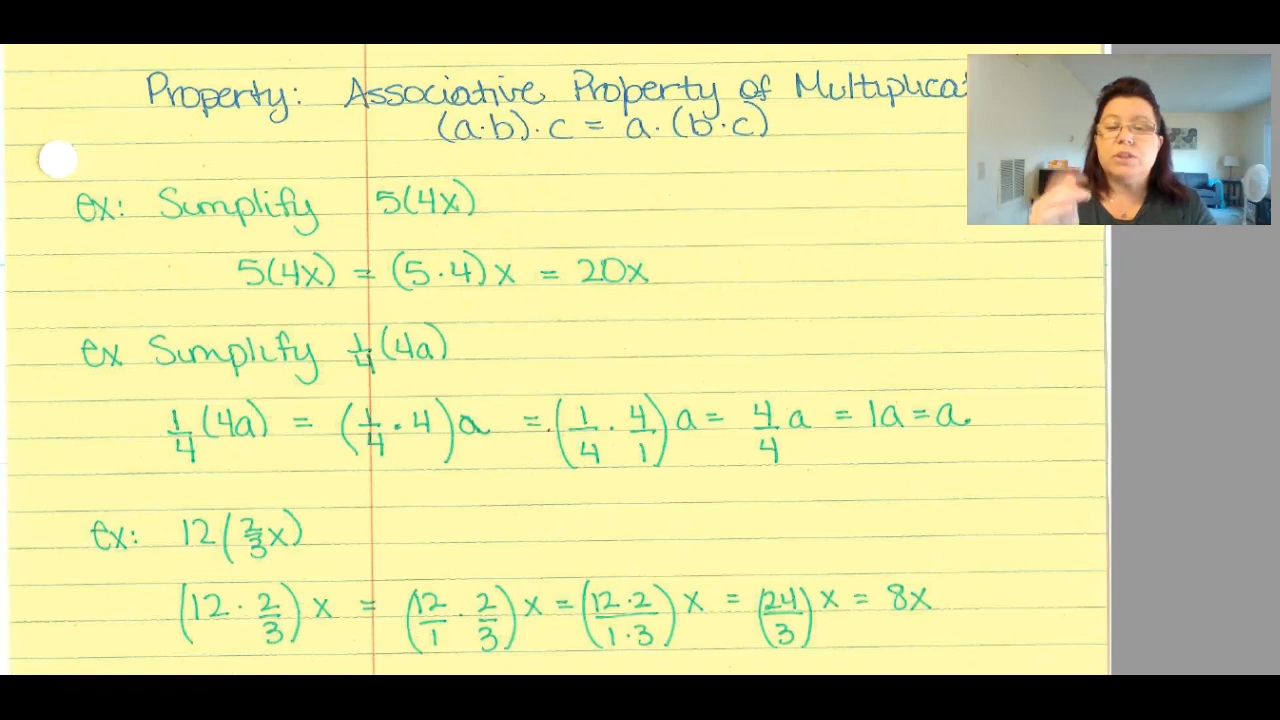 Property: Associative Property of Multiplicat
(a·b)·c = a·(b·c)
ex: Simplify 5(4x)
5(4x) = (5·4)x = 20x
ex Simplify 1/4(4a)
1/4(4a) = (1/4 · 4)a = (1/4 · 4/1)a = 4/4 a = 1a = a
ex: 12(2/3x)
(12 · 2/3)x = (12/1 · 2/3)x = (12·2/1·3)x = (24/3)x = 8x